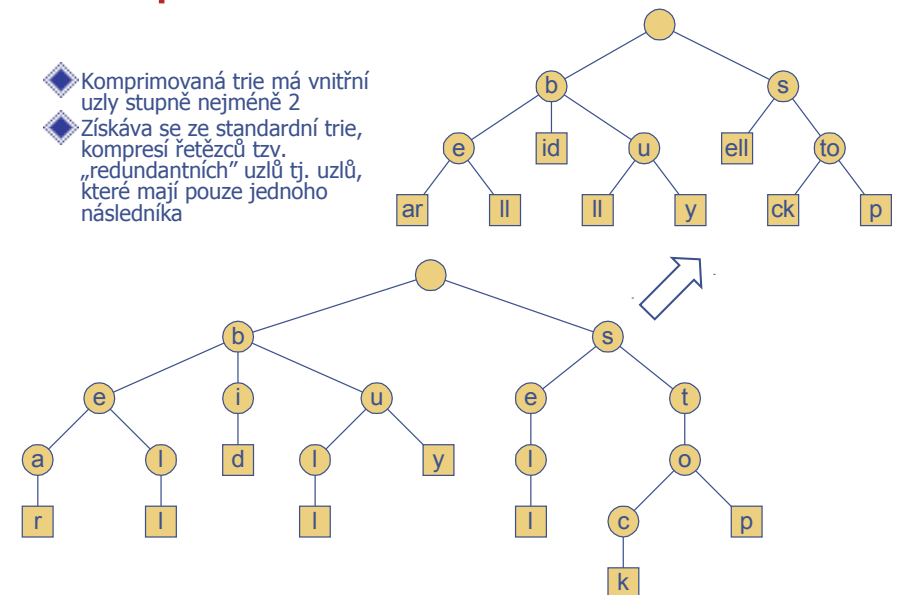 Komprimovaná trie má vnitřní
uzly stupně nejméně 2
Získáva se ze standardní trie,
kompresí řetězců tzv.
„redundantních” uzlů tj. uzlů,
které mají pouze jednoho
následníka
b s
e id u ell to
ar ll ll y ck p
b s
e i u e t
a l d l y l o
r l l l c p
k